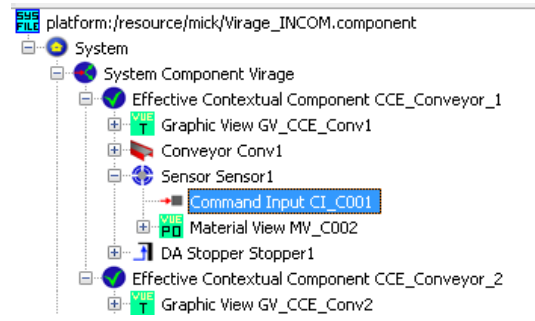 SYS FILE platform:/resource/mick/Virage_INCOM.component
System
System Component Virage
Effective Contextual Component CCE_Conveyor_1
VUE T Graphic View GV_CCE_Conv1
Conveyor Conv1
Sensor Sensor1
Command Input CI_C001
VUE PO Material View MV_C002
DA Stopper Stopper1
Effective Contextual Component CCE_Conveyor_2
VUE T Graphic View GV_CCE_Conv2